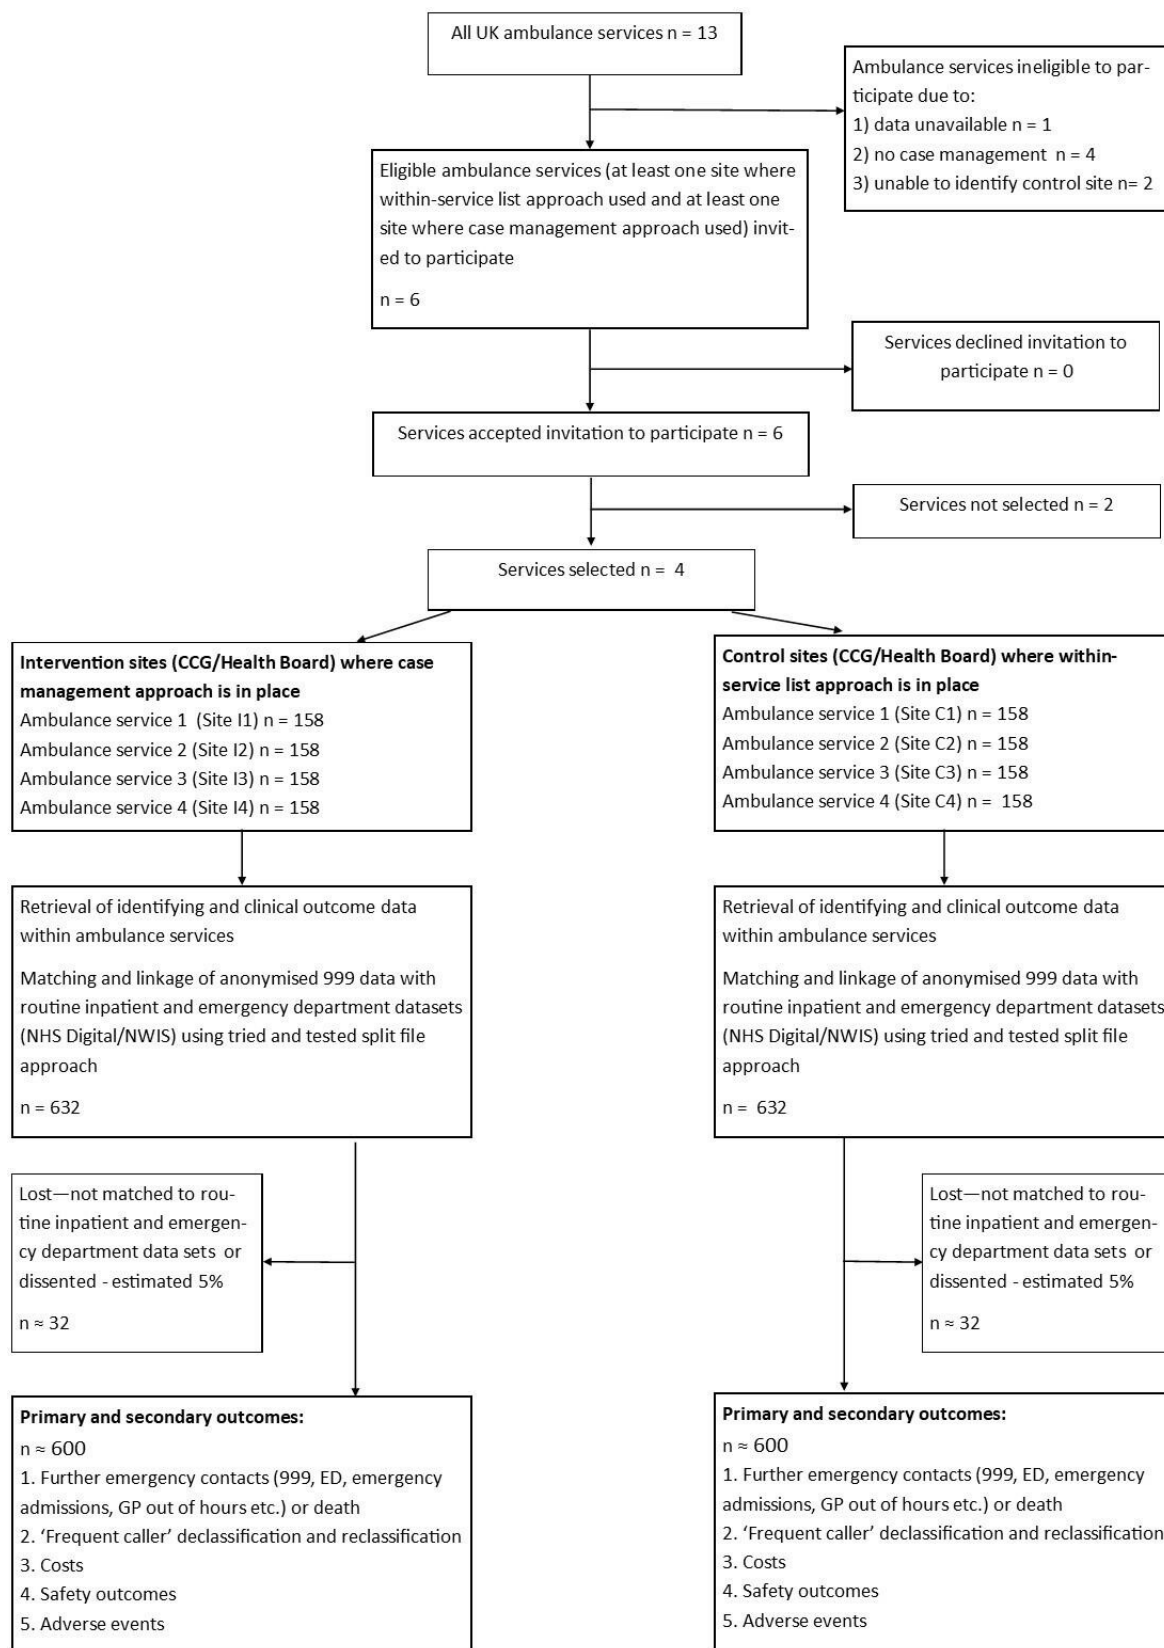 All UK ambulance services n = 13
Ambulance services ineligible to par-
ticipate due to:
1) data unavailable n = 1
2) no case management  n = 4
3) unable to identify control site n= 2
Eligible ambulance services (at least one site where
within-service list approach used and at least one
site where case management approach used) invit-
ed to participate
n = 6
Services declined invitation to
participate n = 0
Services accepted invitation to participate n = 6
Services not selected n = 2
Services selected n =  4
Intervention sites (CCG/Health Board) where case
management approach is in place
Ambulance service 1  (Site I1) n = 158
Ambulance service 2 (Site I2) n = 158
Ambulance service 3 (Site I3) n = 158
Ambulance service 4 (Site I4) n = 158
Control sites (CCG/Health Board) where within-
service list approach is in place
Ambulance service 1 (Site C1) n = 158
Ambulance service 2 (Site C2) n = 158
Ambulance service 3 (Site C3) n = 158
Ambulance service 4 (Site C4) n =  158
Retrieval of identifying and clinical outcome data
within ambulance services
Matching and linkage of anonymised 999 data with
routine inpatient and emergency department datasets
(NHS Digital/NWIS) using tried and tested split file
approach
n = 632
Retrieval of identifying and clinical outcome data
within ambulance services
Matching and linkage of anonymised 999 data with
routine inpatient and emergency department datasets
(NHS Digital/NWIS) using tried and tested split file
approach
n =  632
Lost—not matched to rou-
tine inpatient and emergen-
cy department data sets  or
dissented - estimated 5%
n ≈ 32
Lost—not matched to rou-
tine inpatient and emergen-
cy department data sets  or
dissented - estimated 5%
n ≈ 32
Primary and secondary outcomes:
n ≈ 600
1. Further emergency contacts (999, ED, emergency
admissions, GP out of hours etc.) or death
2. ‘Frequent caller’ declassification and reclassification
3. Costs
4. Safety outcomes
5. Adverse events
Primary and secondary outcomes:
n ≈ 600
1. Further emergency contacts (999, ED, emergency
admissions, GP out of hours etc.) or death
2. ‘Frequent caller’ declassification and reclassification
3. Costs
4. Safety outcomes
5. Adverse events